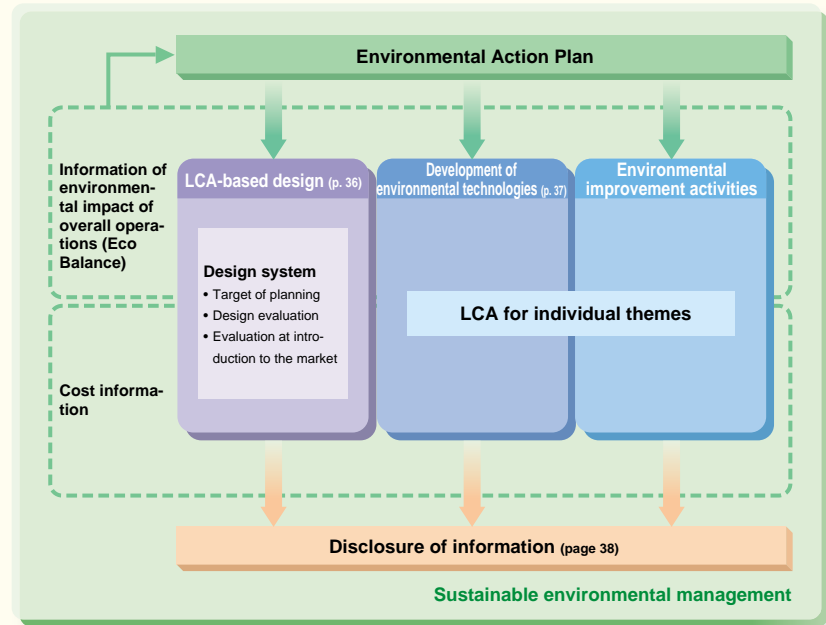 Environmental Action Plan
Information of
environmen-
tal impact of
overall opera-
tions (Eco
Balance)
LCA-based design (p. 36)
Development of
environmental technologies (p. 37)
Environmental
improvement activities
Design system
• Target of planning
• Design evaluation
• Evaluation at intro-
duction to the market
LCA for individual themes
Cost informa-
tion
Disclosure of information (page 38)
Sustainable environmental management